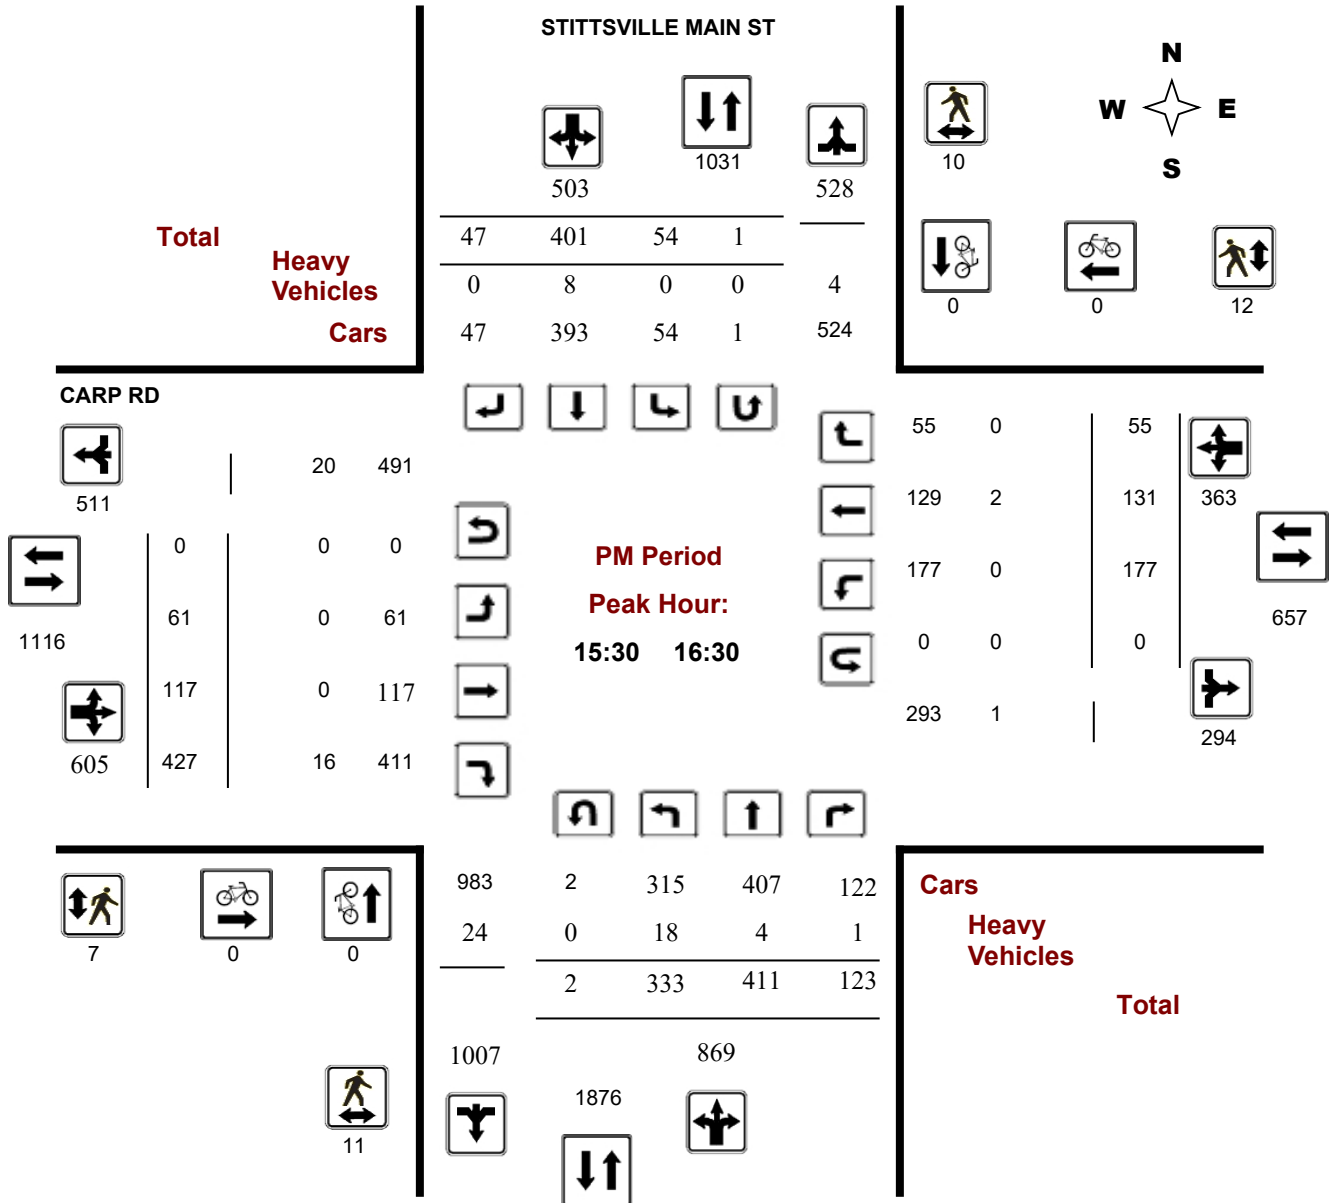 STITTSVILLE MAIN ST
N
W E
S
1031
10
503 528
Total 47 401 54 1
Heavy
Vehicles 0 8 0 0 4
Cars 47 393 54 1 524
0 0 12
CARP RD
55 0 55
20 491
511
129 2 131 363
0 0 0
PM Period
177 0 177
Peak Hour:
61 0 61
657
1116
15:30 16:30
0 0 0
117 0 117
293 1
294
605 427 16 411
983 2 315 407 122 Cars
24 0 18 4 1 Heavy
Vehicles
7 0 0
2 333 411 123
Total
1007 869
1876
11